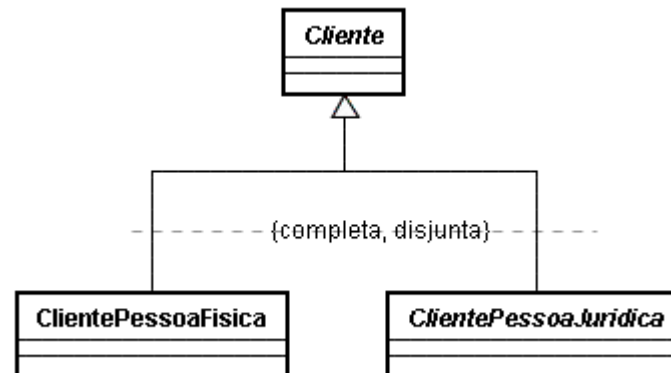 Cliente
{completa, disjunta}
ClientePessoaFisica
ClientePessoaJuridica